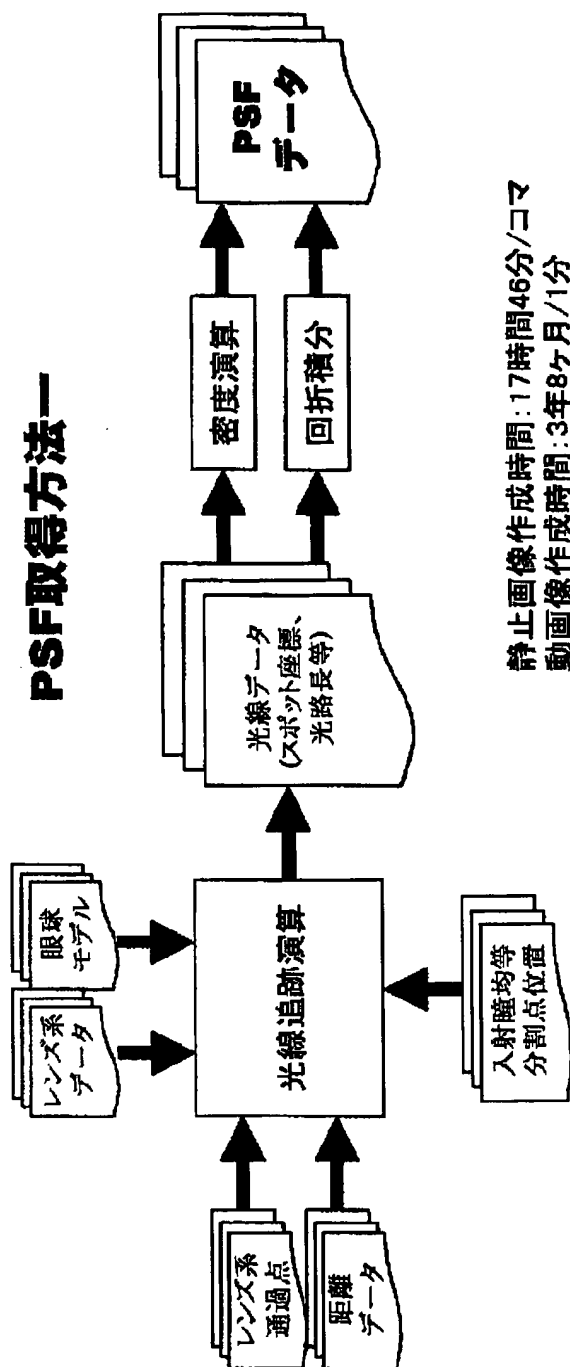 PSF取得方法一
レンズ系
データ
眼球
モデル
レンズ系
通過点
距離
データ
光線追跡演算
入射瞳均等
分割点位置
光線データ
(スポット座標、
光路長等)
密度演算
回折積分
PSF
データ
静止画像作成時間:17時間46分/コマ
動画像作成時間:3年8ヶ月/1分